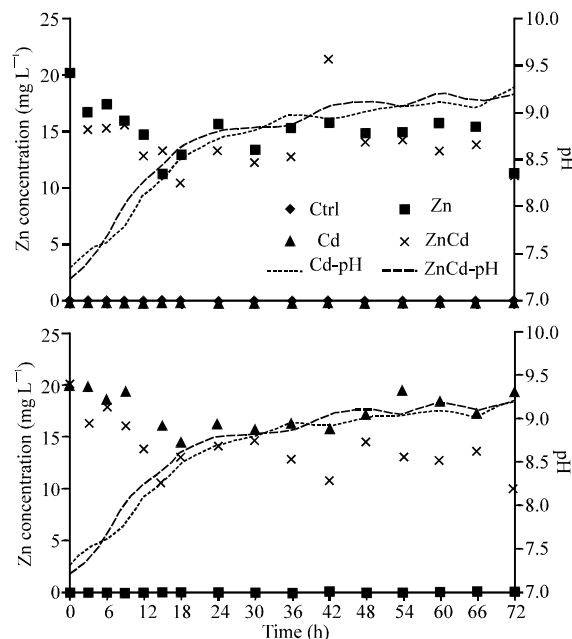 25
20
15
10
5
0
Zn concentration (mg L⁻¹)
10.0
9.5
9.0
8.5
8.0
7.5
7.0
pH
Ctrl
Zn
Cd
ZnCd
Cd-pH
ZnCd-pH
25
20
15
10
5
0
Zn concentration (mg L⁻¹)
10.0
9.5
9.0
8.5
8.0
7.5
7.0
pH
0 6 12 18 24 30 36 42 48 54 60 66 72
Time (h)